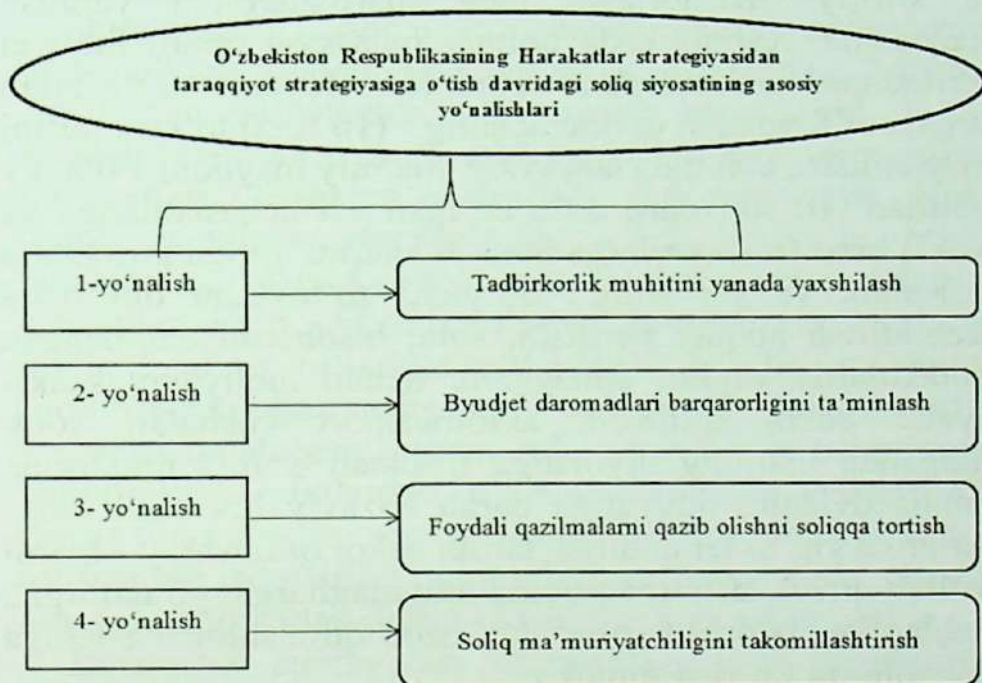 O‘zbekiston Respublikasining Harakatlar strategiyasidan
taraqqiyot strategiyasiga o‘tish davridagi soliq siyosatining asosiy
yo‘nalishlari
1-yo‘nalish
Tadbirkorlik muhitini yanada yaxshilash
2- yo‘nalish
Byudjet daromadlari barqarorligini ta’minlash
3- yo‘nalish
Foydali qazilmalarni qazib olishni soliqqa tortish
4- yo‘nalish
Soliq ma’muriyatchiligini takomillashtirish